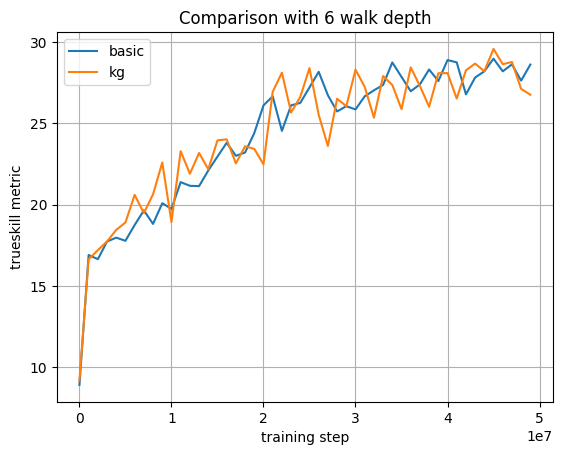 Comparison with 6 walk depth
basic
kg
trueskill metric
30
25
20
15
10
0
1
2
3
4
5
1e7
training step